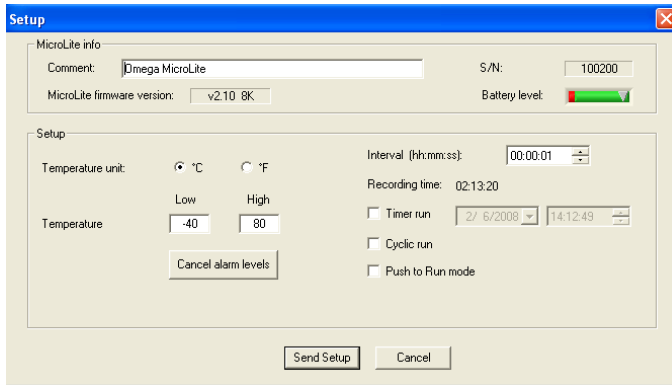 Setup
MicroLite info
Comment: Omega MicroLite
S/N: 100200
MicroLite firmware version: v2.10 8K
Battery level:
Setup
Temperature unit: °C °F
Interval (hh:mm:ss): 00:00:01
Recording time: 02:13:20
Low High
Temperature -40 80
Timer run 2/ 6/2008 14:12:49
Cancel alarm levels
Cyclic run
Push to Run mode
Send Setup Cancel